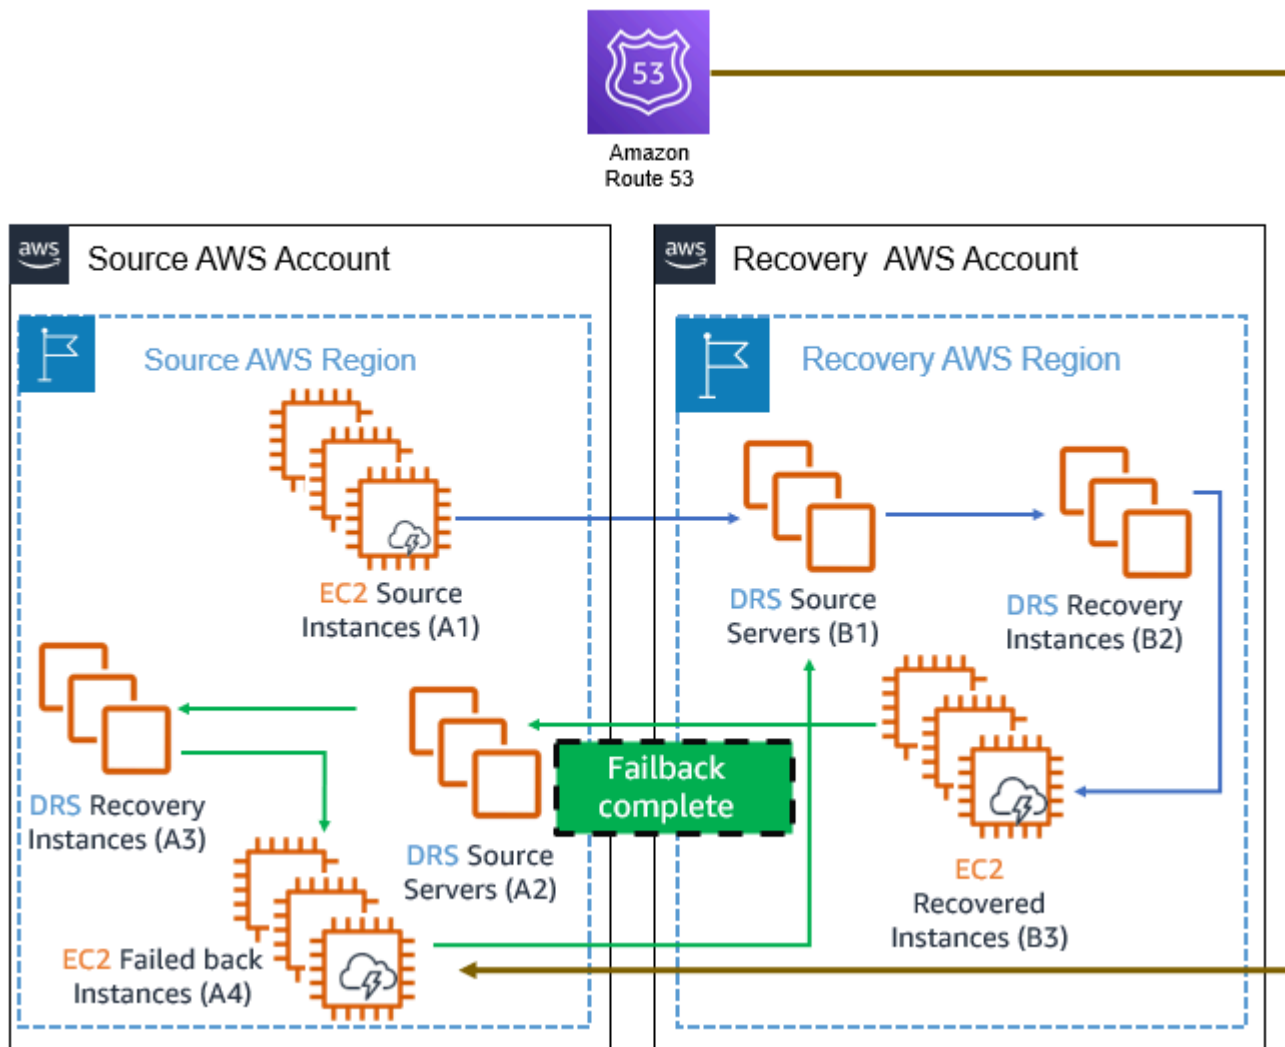 53
Amazon
Route 53
aws
Source AWS Account
aws
Recovery AWS Account
Source AWS Region
Recovery AWS Region
EC2 Source
Instances (A1)
DRS Source
Servers (B1)
DRS Recovery
Instances (B2)
Failback
complete
DRS Recovery
Instances (A3)
DRS Source
Servers (A2)
EC2
Recovered
Instances (B3)
EC2 Failed back
Instances (A4)